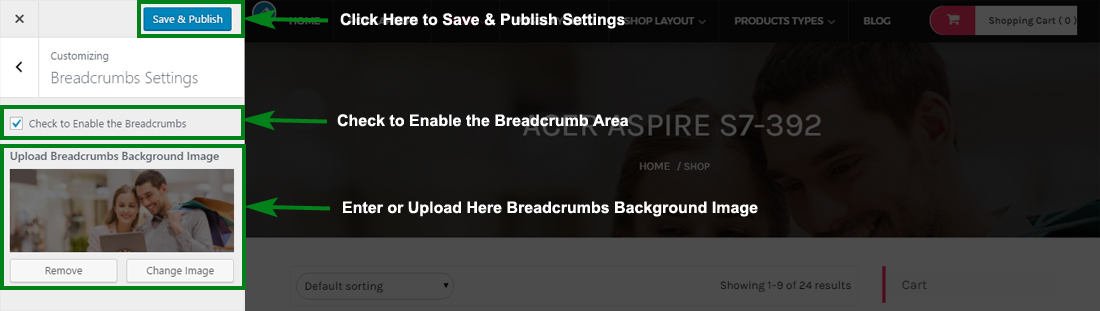 Save & Publish
Click Here to Save & Publish Settings
HOME
SHOP LAYOUT
PRODUCTS TYPES
BLOG
Shopping Cart ( 0 )
Customizing
Breadcrumbs Settings
Check to Enable the Breadcrumbs
Check to Enable the Breadcrumb Area
ACER ASPIRE S7-392
HOME / SHOP
Upload Breadcrumbs Background Image
Enter or Upload Here Breadcrumbs Background Image
Remove
Change Image
Default sorting
Showing 1–9 of 24 results
Cart